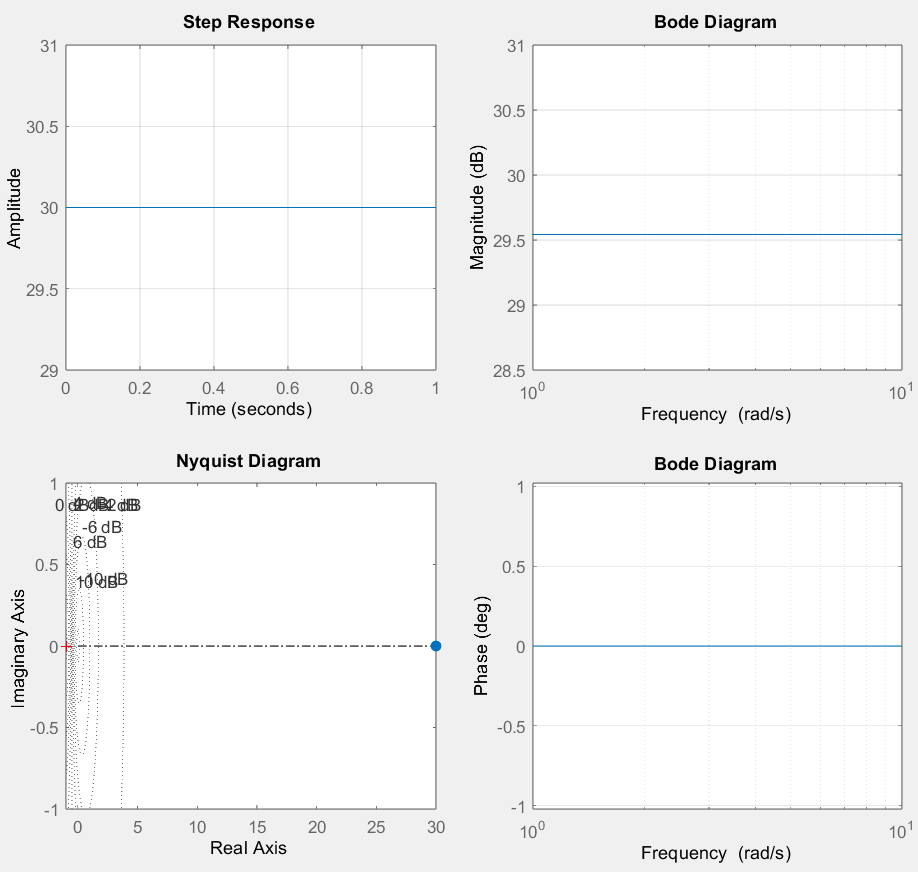 Step Response
31
30.5
30
29.5
29
Amplitude
0 0.2 0.4 0.6 0.8 1
Time (seconds)
Bode Diagram
31
30.5
30
29.5
29
28.5
Magnitude (dB)
10^0 10^1
Frequency (rad/s)
Nyquist Diagram
1
0.5
0
-0.5
-1
Imaginary Axis
0 dB
-6 dB
6 dB
10 dB
-10 dB
0 5 10 15 20 25 30
Real Axis
Bode Diagram
1
0.5
0
-0.5
-1
Phase (deg)
10^0 10^1
Frequency (rad/s)